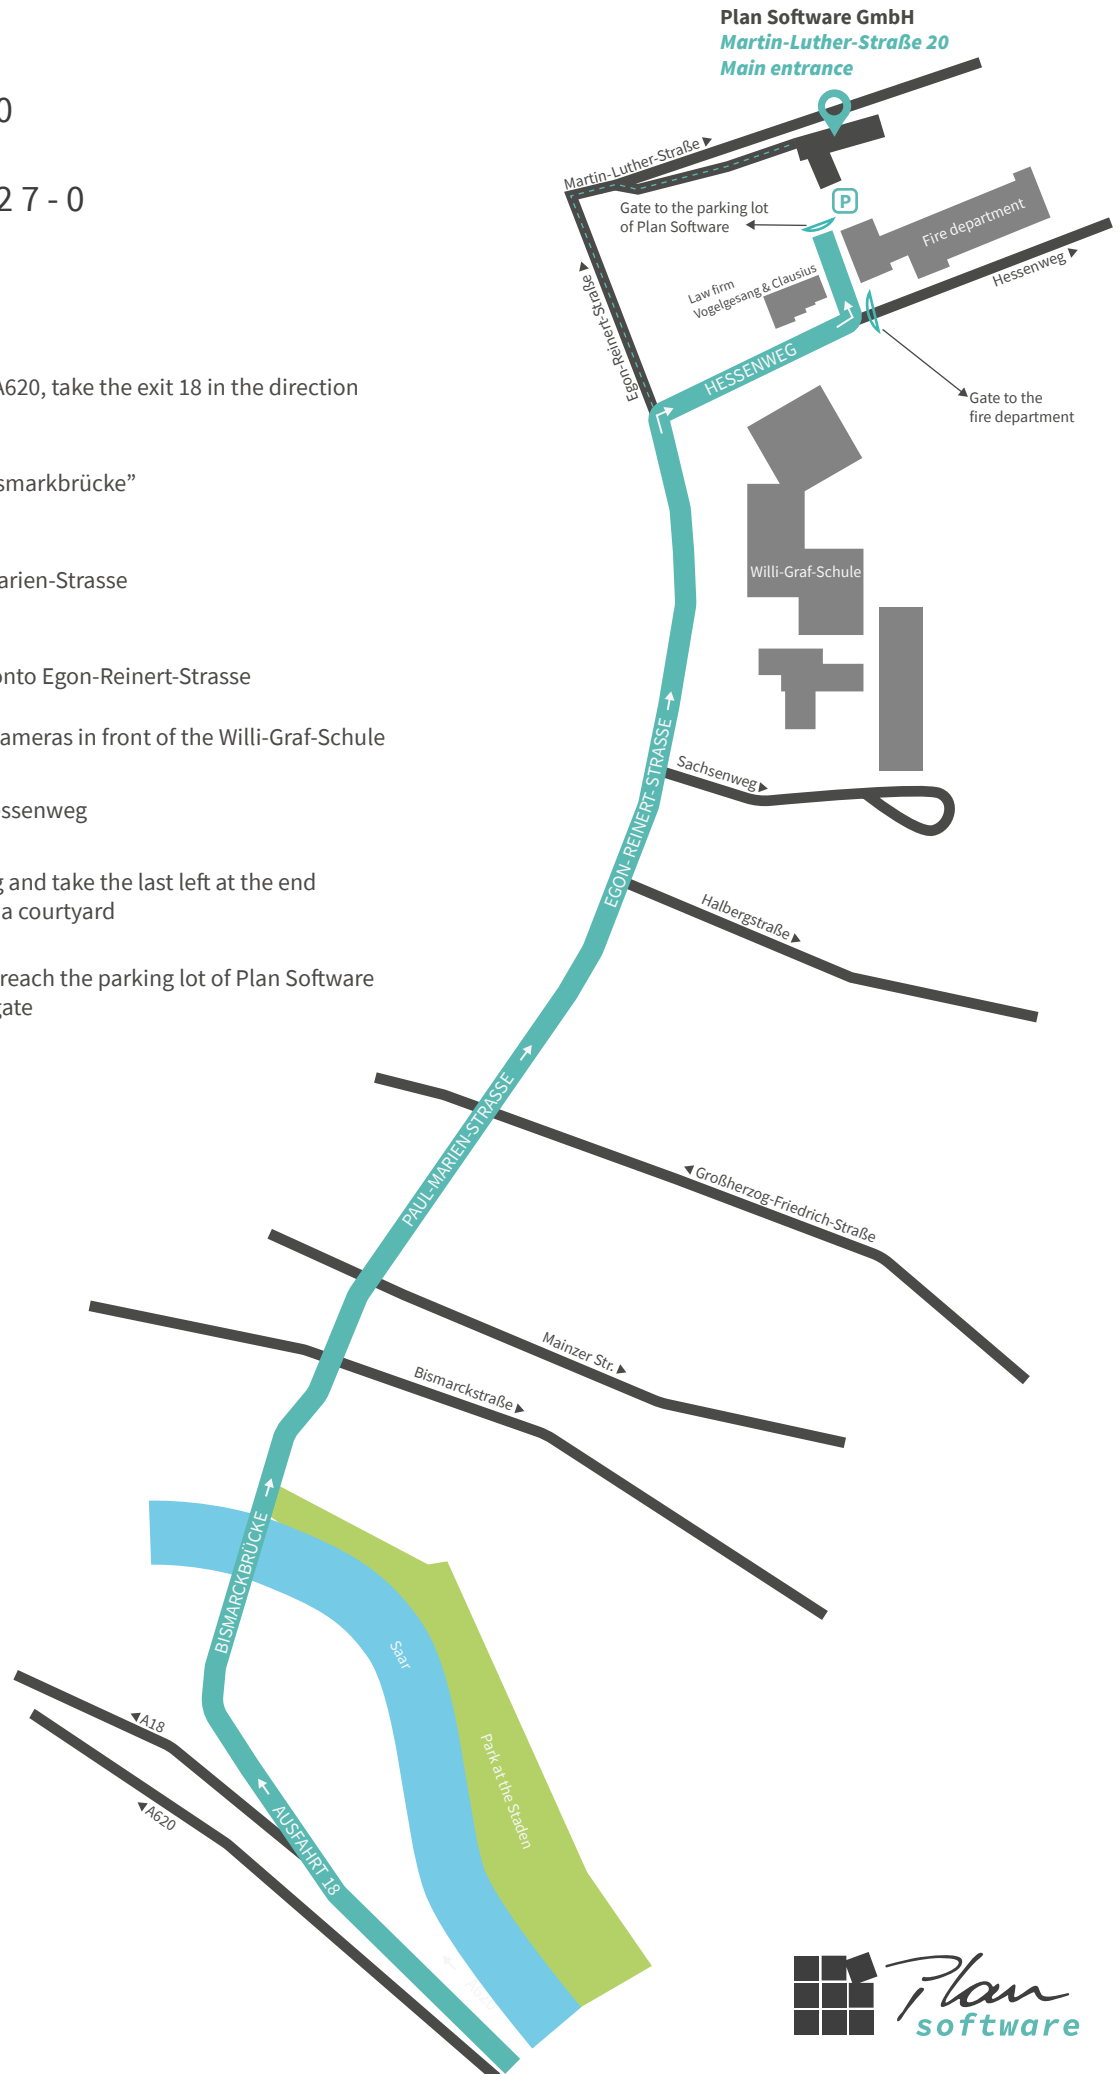 Plan Software GmbH
Martin-Luther-Straße 20
Main entrance
0
27-0
A620, take the exit 18 in the direction
smarkbrücke”
arien-Strasse
onto Egon-Reinert-Strasse
ameras in front of the Willi-Graf-Schule
essenweg
g and take the last left at the end
a courtyard
reach the parking lot of Plan Software
gate
Martin-Luther-Straße
P
Gate to the parking lot
of Plan Software
Fire department
Hessenweg
Law firm
Vogelgesang & Clausius
Egon-Reinert-Straße
HESSENWEG
Gate to the
fire department
Willi-Graf-Schule
EGON-REINERT-STRASSE
Sachsenweg
Halbergstraße
PAUL-MARIEN-STRASSE
Großherzog-Friedrich-Straße
Mainzer Str.
Bismarckstraße
BISMARCKBRÜCKE
Saar
Park at the Staden
A18
A620
AUSFAHRT 18
Plan
software